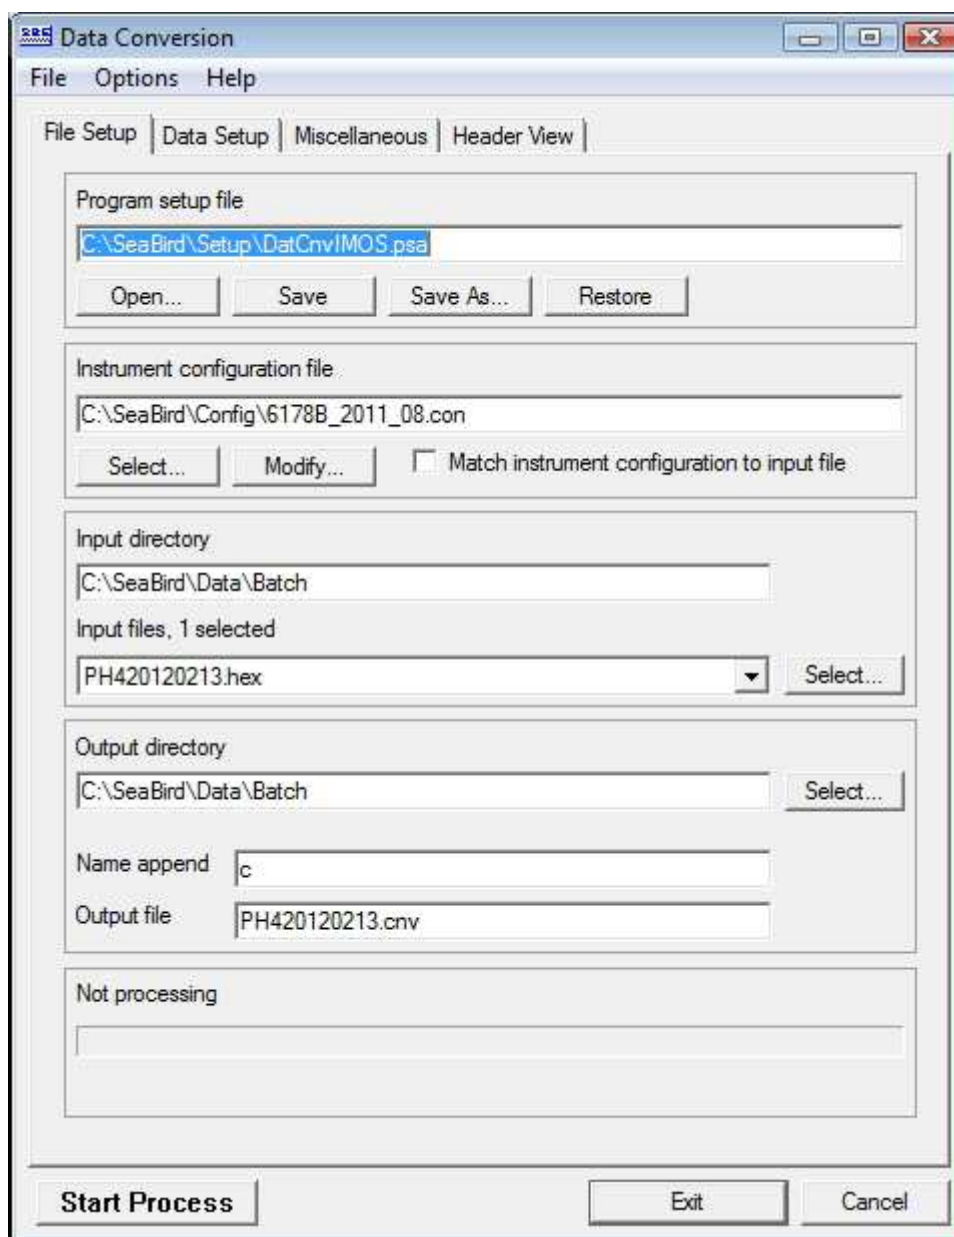 Data Conversion
File Options Help
File Setup Data Setup Miscellaneous Header View
Program setup file
C:\SeaBird\Setup\DatCnvIMOS.psa
Open... Save Save As... Restore
Instrument configuration file
C:\SeaBird\Config\6178B_2011_08.con
Select... Modify... Match instrument configuration to input file
Input directory
C:\SeaBird\Data\Batch
Input files, 1 selected
PH420120213.hex Select...
Output directory
C:\SeaBird\Data\Batch Select...
Name append c
Output file PH420120213.cnv
Not processing
Start Process Exit Cancel